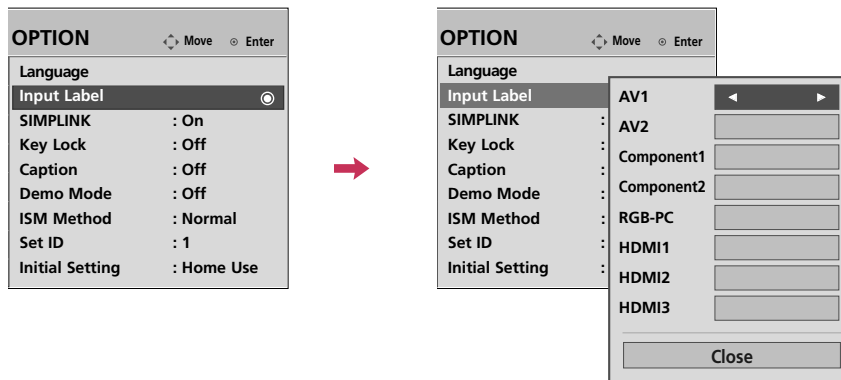 OPTION Move Enter
Language
Input Label
SIMPLINK : On
Key Lock : Off
Caption : Off
Demo Mode : Off
ISM Method : Normal
Set ID : 1
Initial Setting : Home Use
OPTION Move Enter
Language
Input Label
SIMPLINK :
Key Lock :
Caption :
Demo Mode :
ISM Method :
Set ID :
Initial Setting :
AV1
AV2
Component1
Component2
RGB-PC
HDMI1
HDMI2
HDMI3
Close